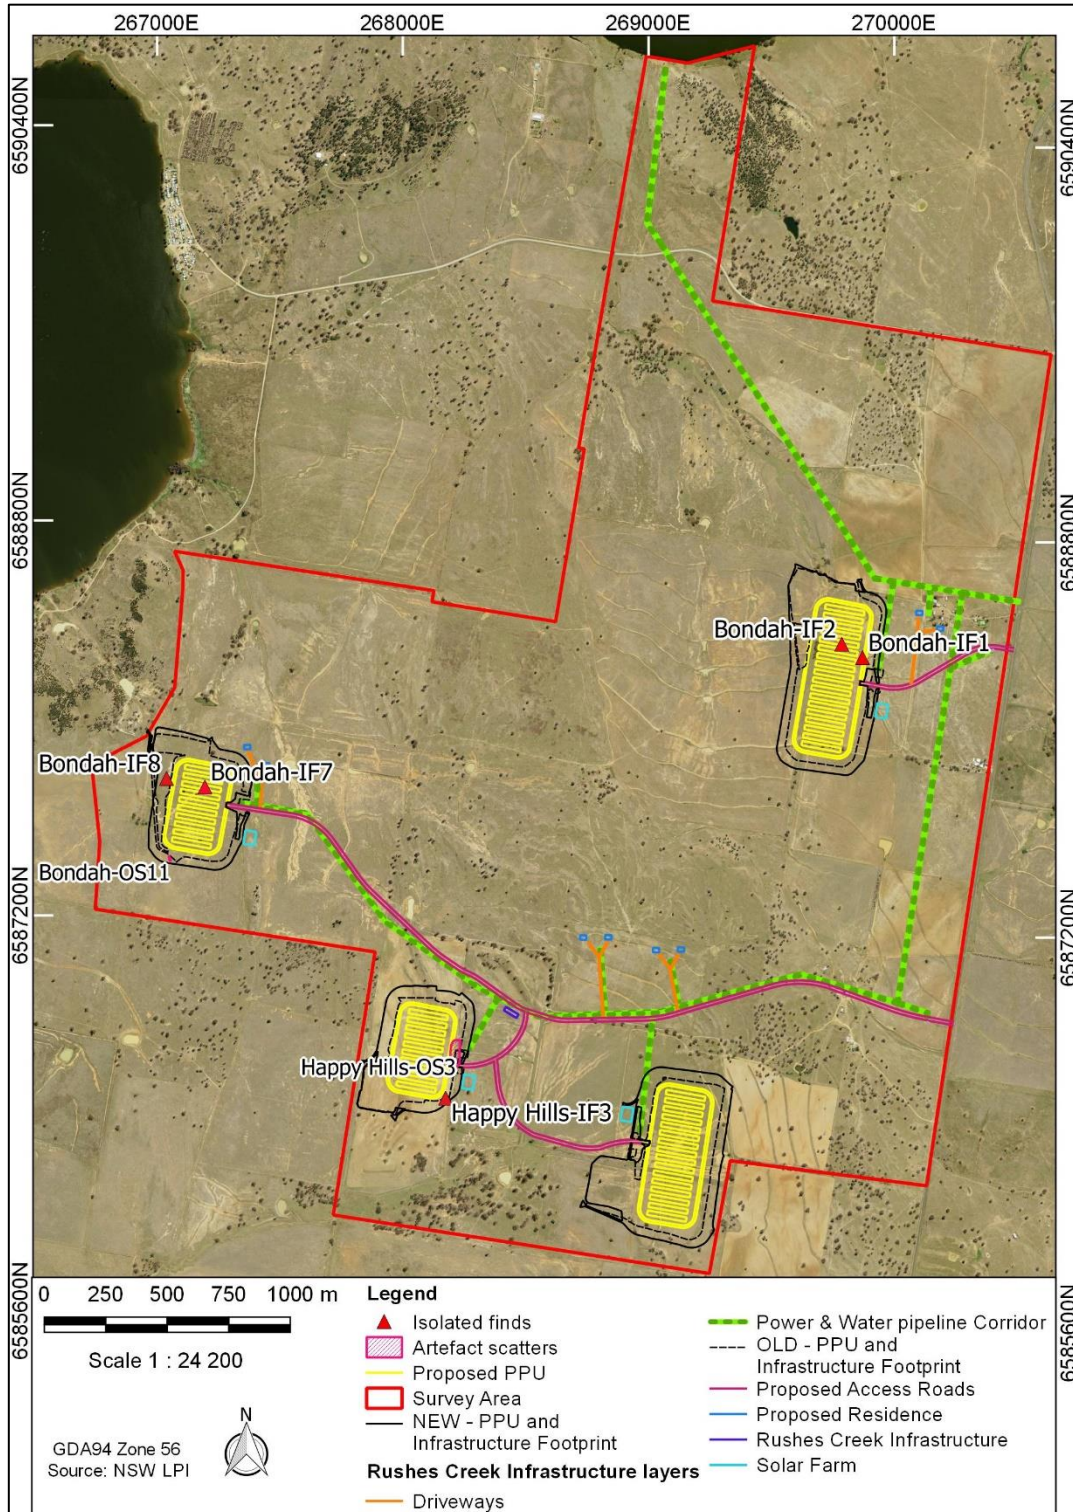 267000E 268000E 269000E 270000E
6590400N
6590400N
6588800N
6588800N
Bondah-IF2
Bondah-IF1
Bondah-IF8
Bondah-IF7
Bondah-OS11
6587200N
6587200N
Happy Hills-OS3
Happy Hills-IF3
6585600N
6585600N
0 250 500 750 1000 m
Scale 1 : 24 200
N
GDA94 Zone 56
Source: NSW LPI
Legend
Isolated finds
Artefact scatters
Proposed PPU
Survey Area
NEW - PPU and
Infrastructure Footprint
Rushes Creek Infrastructure layers
Driveways
Power & Water pipeline Corridor
OLD - PPU and
Infrastructure Footprint
Proposed Access Roads
Proposed Residence
Rushes Creek Infrastructure
Solar Farm